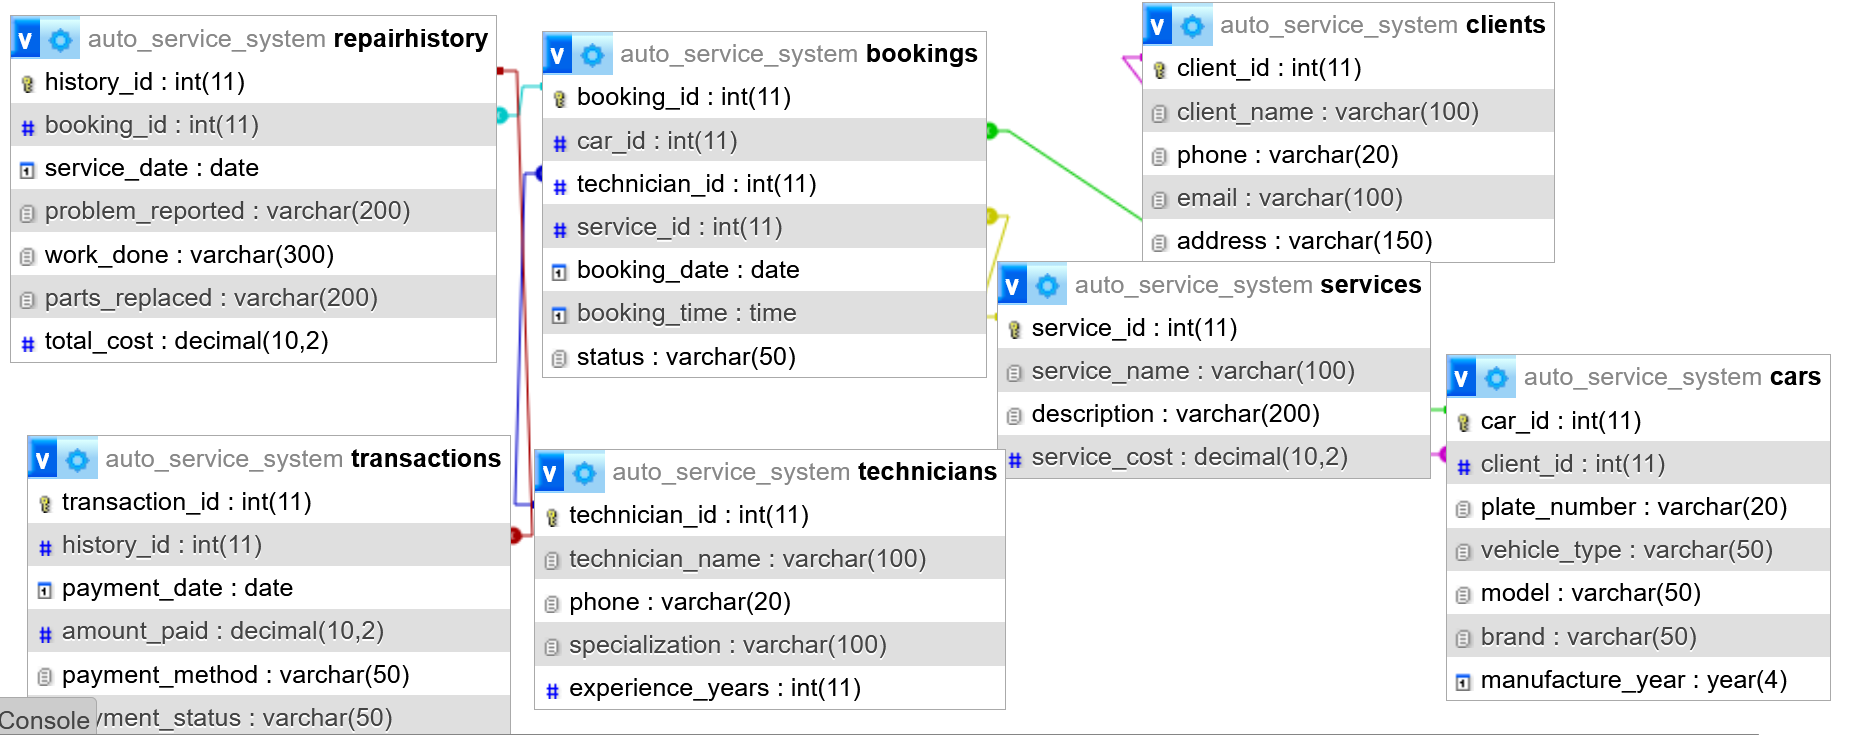 v auto_service_system repairhistory
history_id : int(11)
# booking_id : int(11)
service_date : date
problem_reported : varchar(200)
work_done : varchar(300)
parts_replaced : varchar(200)
# total_cost : decimal(10,2)
v auto_service_system bookings
booking_id : int(11)
# car_id : int(11)
# technician_id : int(11)
# service_id : int(11)
booking_date : date
booking_time : time
status : varchar(50)
v auto_service_system clients
client_id : int(11)
client_name : varchar(100)
phone : varchar(20)
email : varchar(100)
address : varchar(150)
v auto_service_system services
service_id : int(11)
service_name : varchar(100)
description : varchar(200)
# service_cost : decimal(10,2)
v auto_service_system cars
car_id : int(11)
# client_id : int(11)
plate_number : varchar(20)
vehicle_type : varchar(50)
model : varchar(50)
brand : varchar(50)
manufacture_year : year(4)
v auto_service_system transactions
transaction_id : int(11)
# history_id : int(11)
payment_date : date
# amount_paid : decimal(10,2)
payment_method : varchar(50)
yment_status : varchar(50)
Console
v auto_service_system technicians
technician_id : int(11)
technician_name : varchar(100)
phone : varchar(20)
specialization : varchar(100)
# experience_years : int(11)